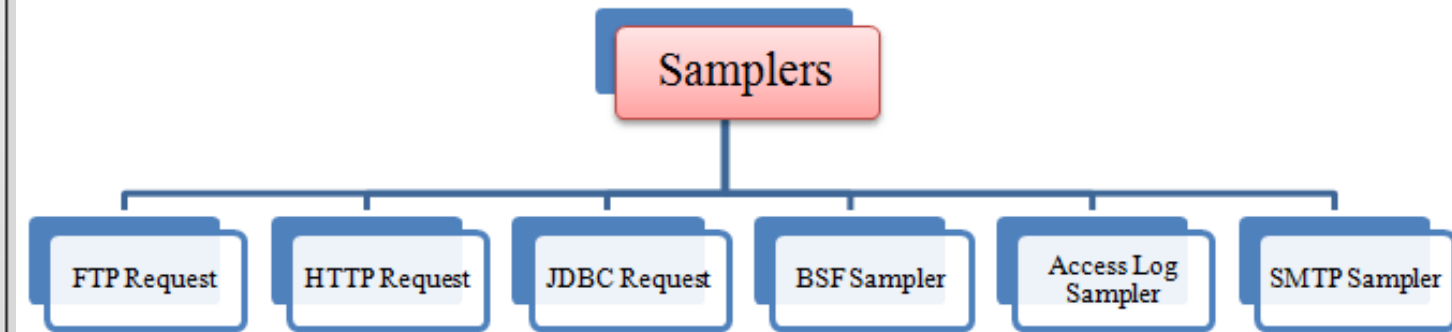 Samplers
FTP Request
HTTP Request
JDBC Request
BSF Sampler
Access Log
Sampler
SMTP Sampler